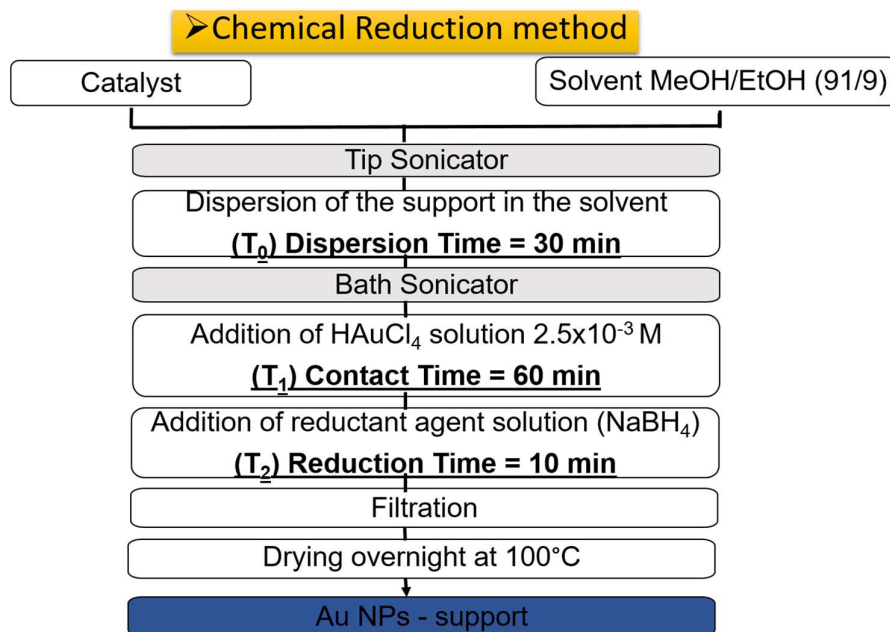 ➢Chemical Reduction method
Catalyst
Solvent MeOH/EtOH (91/9)
Tip Sonicator
Dispersion of the support in the solvent
(T₀) Dispersion Time = 30 min
Bath Sonicator
Addition of HAuCl₄ solution 2.5x10⁻³ M
(T₁) Contact Time = 60 min
Addition of reductant agent solution (NaBH₄)
(T₂) Reduction Time = 10 min
Filtration
Drying overnight at 100°C
Au NPs - support